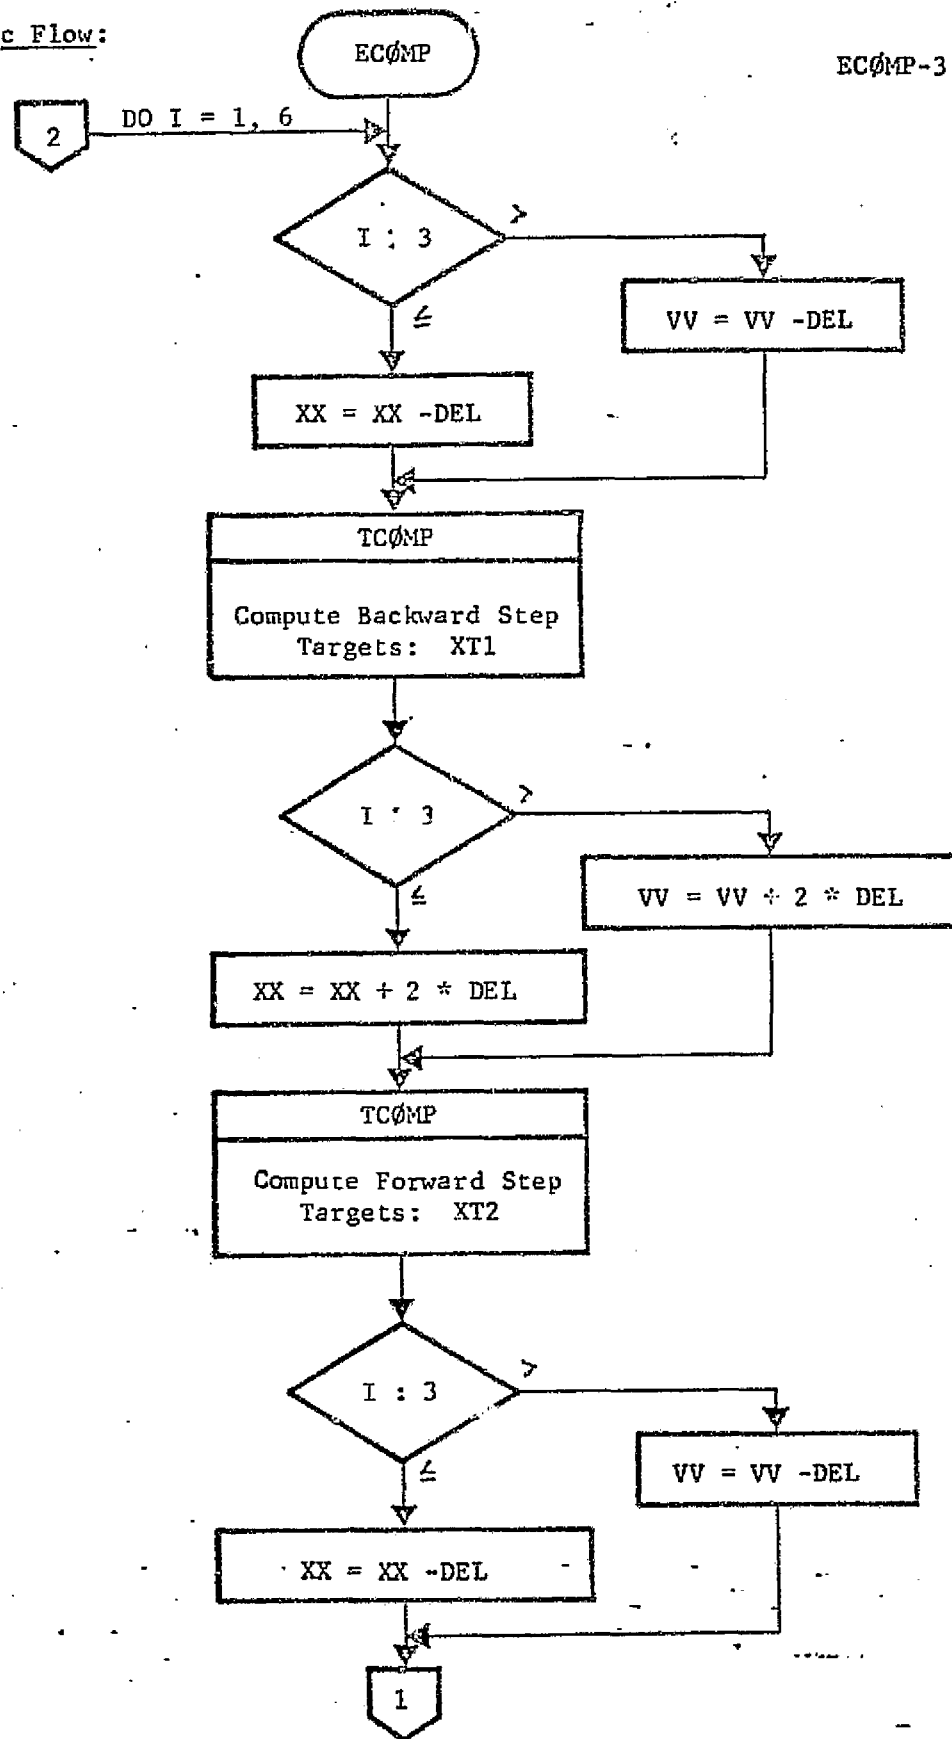 c Flow:
ECØMP
ECØMP-3
2
DO I = 1, 6
I : 3
>
≤
VV = VV -DEL
XX = XX -DEL
TCØMP
Compute Backward Step
Targets: XT1
I : 3
>
≤
VV = VV + 2 * DEL
XX = XX + 2 * DEL
TCØMP
Compute Forward Step
Targets: XT2
I : 3
>
≤
VV = VV -DEL
XX = XX -DEL
1